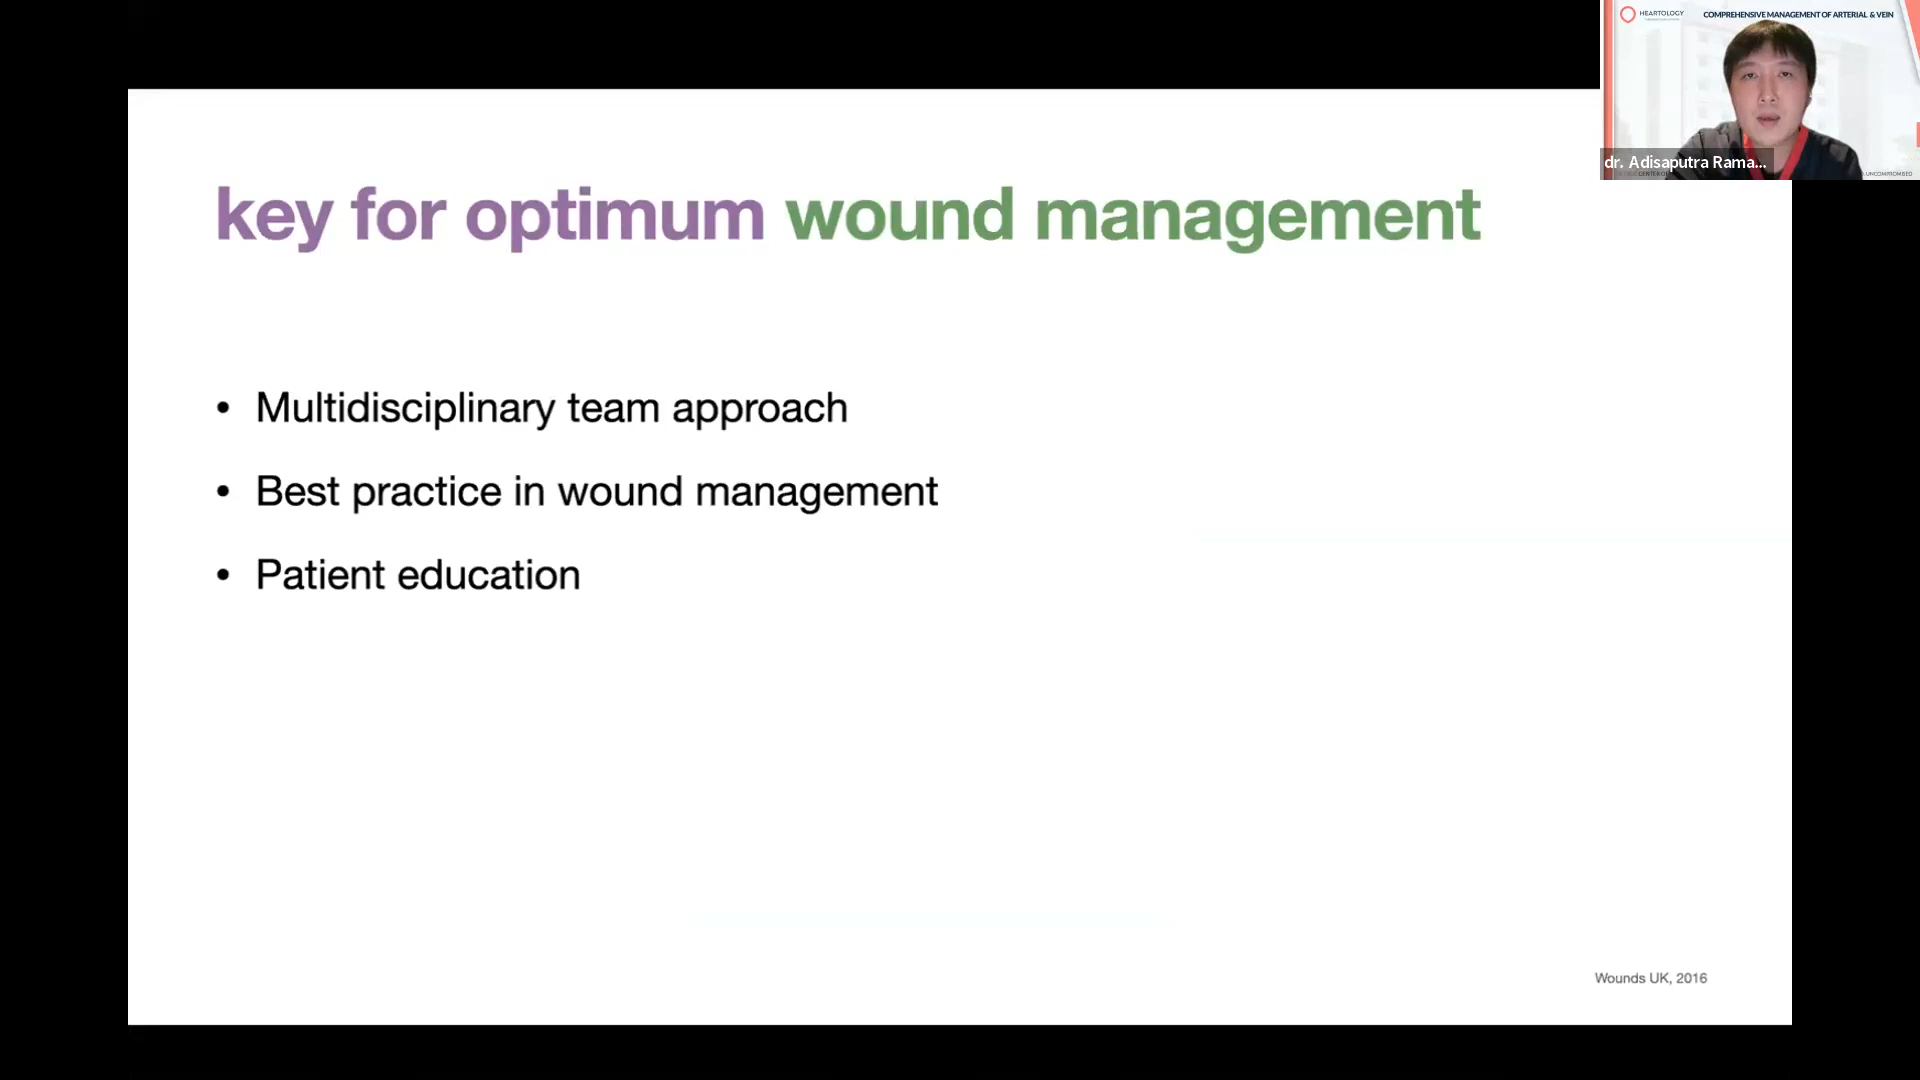 HEARTOLOGY
COMPREHENSIVE MANAGEMENT OF ARTERIAL & VEIN
dr. Adisaputra Rama...
key for optimum wound management
• Multidisciplinary team approach
• Best practice in wound management
• Patient education
Wounds UK, 2016